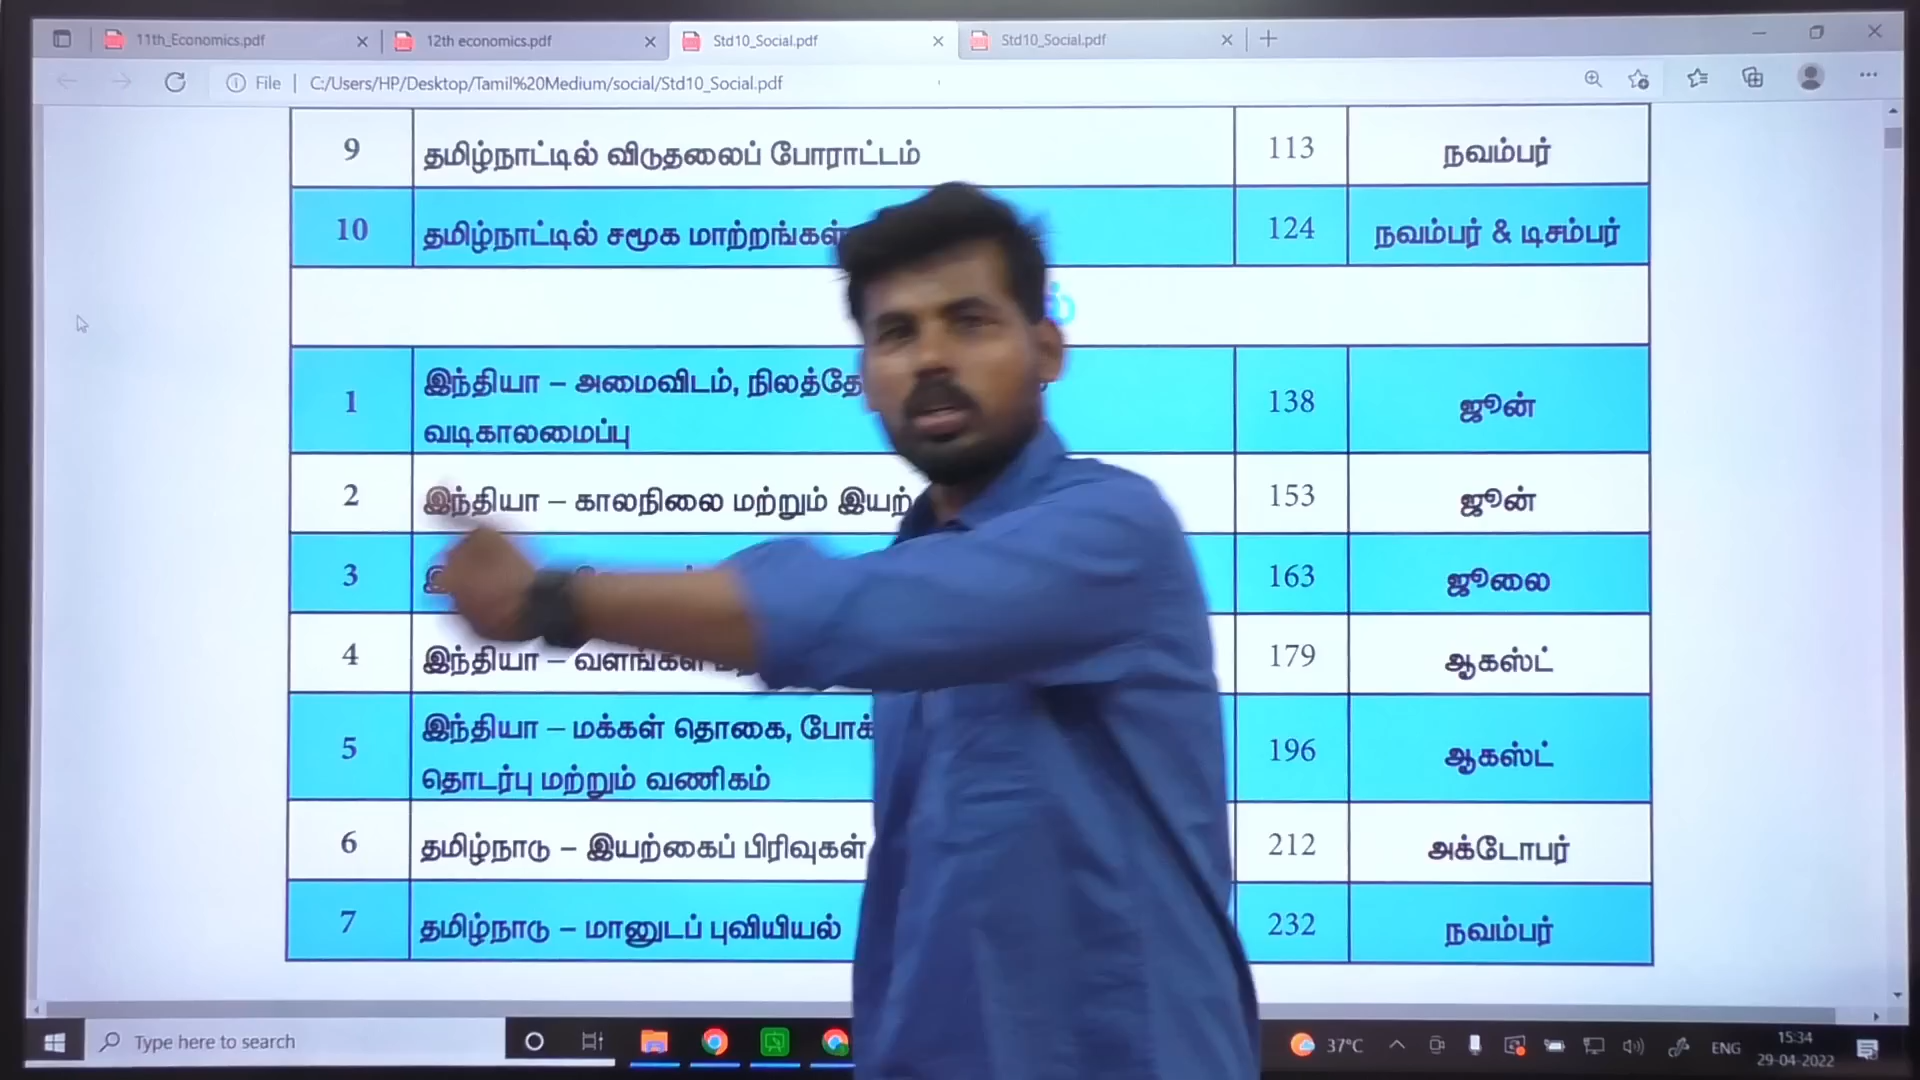 11th_Economics.pdf
12th economics.pdf
Std10_Social.pdf
Std10_Social.pdf
File
C:/Users/HP/Desktop/Tamil%20Medium/social/Std10_Social.pdf
9 தமிழ்நாட்டில் விடுதலைப் போராட்டம் 113 நவம்பர்
10 தமிழ்நாட்டில் சமூக மாற்றங்கள் 124 நவம்பர் & டிசம்பர்
1 இந்தியா – அமைவிடம், 138 ஜூன்
வடிகாலமைப்பு
2 இந்தியா – காலநிலை மற்றும் 153 ஜூன்
3 163 ஜூலை
4 இந்தியா – வளங்கள் 179 ஆகஸ்ட்
5 இந்தியா – மக்கள் தொகை, 196 ஆகஸ்ட்
தொடர்பு மற்றும் வணிகம்
6 தமிழ்நாடு – இயற்கைப் பிரிவுகள் 212 அக்டோபர்
7 தமிழ்நாடு – மானுடப் புவியியல் 232 நவம்பர்
Type here to search
37°C
ENG
15:34
29-04-2022